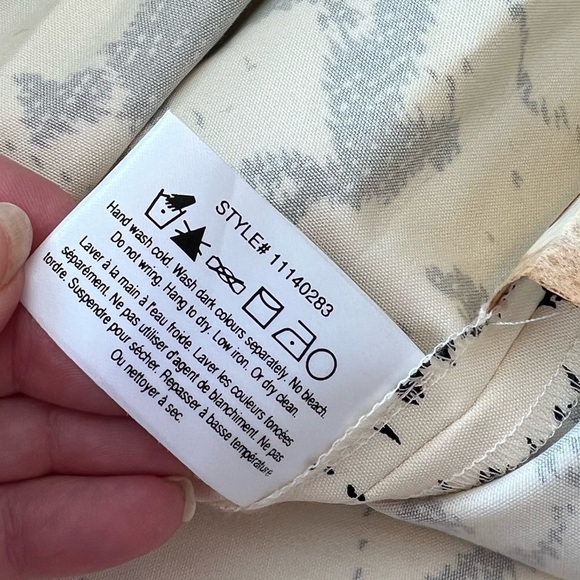 STYLE# 11140283
Hand wash cold. Wash dark colours separately. No bleach.
Do not wring. Hang to dry. Low iron. Or dry clean.
Laver à la main à l'eau froide. Laver les couleurs foncées
séparément. Ne pas utiliser d'agent de blanchiment. Ne pas
tordre. Suspendre pour sécher. Repasser à basse température
Ou nettoyer à sec.